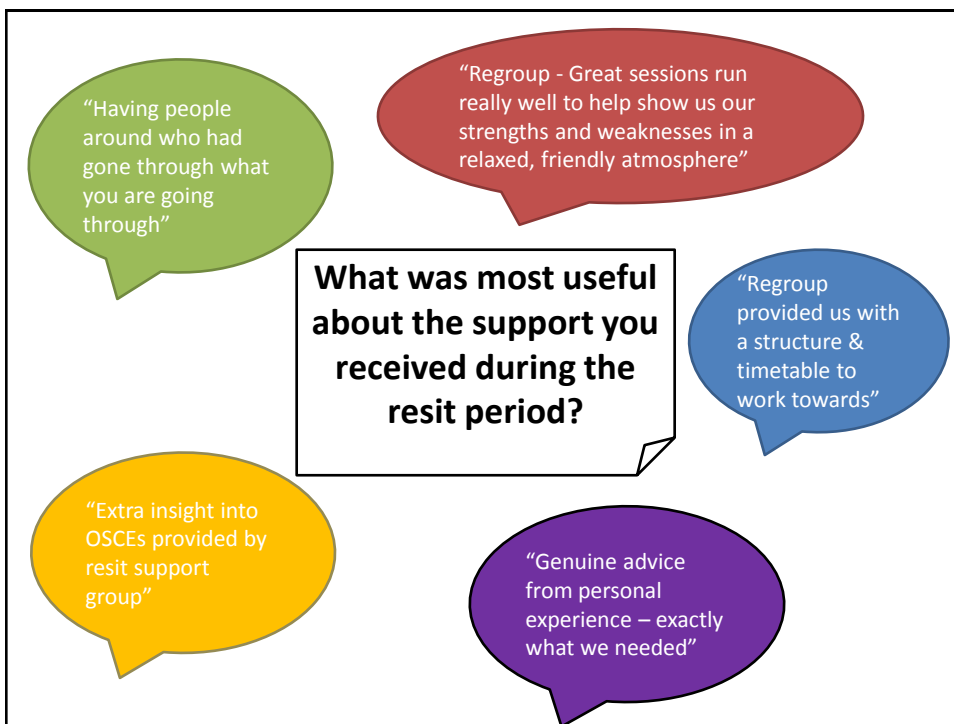 “Having people
around who had
gone through what
you are going
through”
“Regroup - Great sessions run
really well to help show us our
strengths and weaknesses in a
relaxed, friendly atmosphere”
What was most useful
about the support you
received during the
resit period?
“Regroup
provided us with
a structure &
timetable to
work towards”
“Extra insight into
OSCEs provided by
resit support
group”
“Genuine advice
from personal
experience – exactly
what we needed”